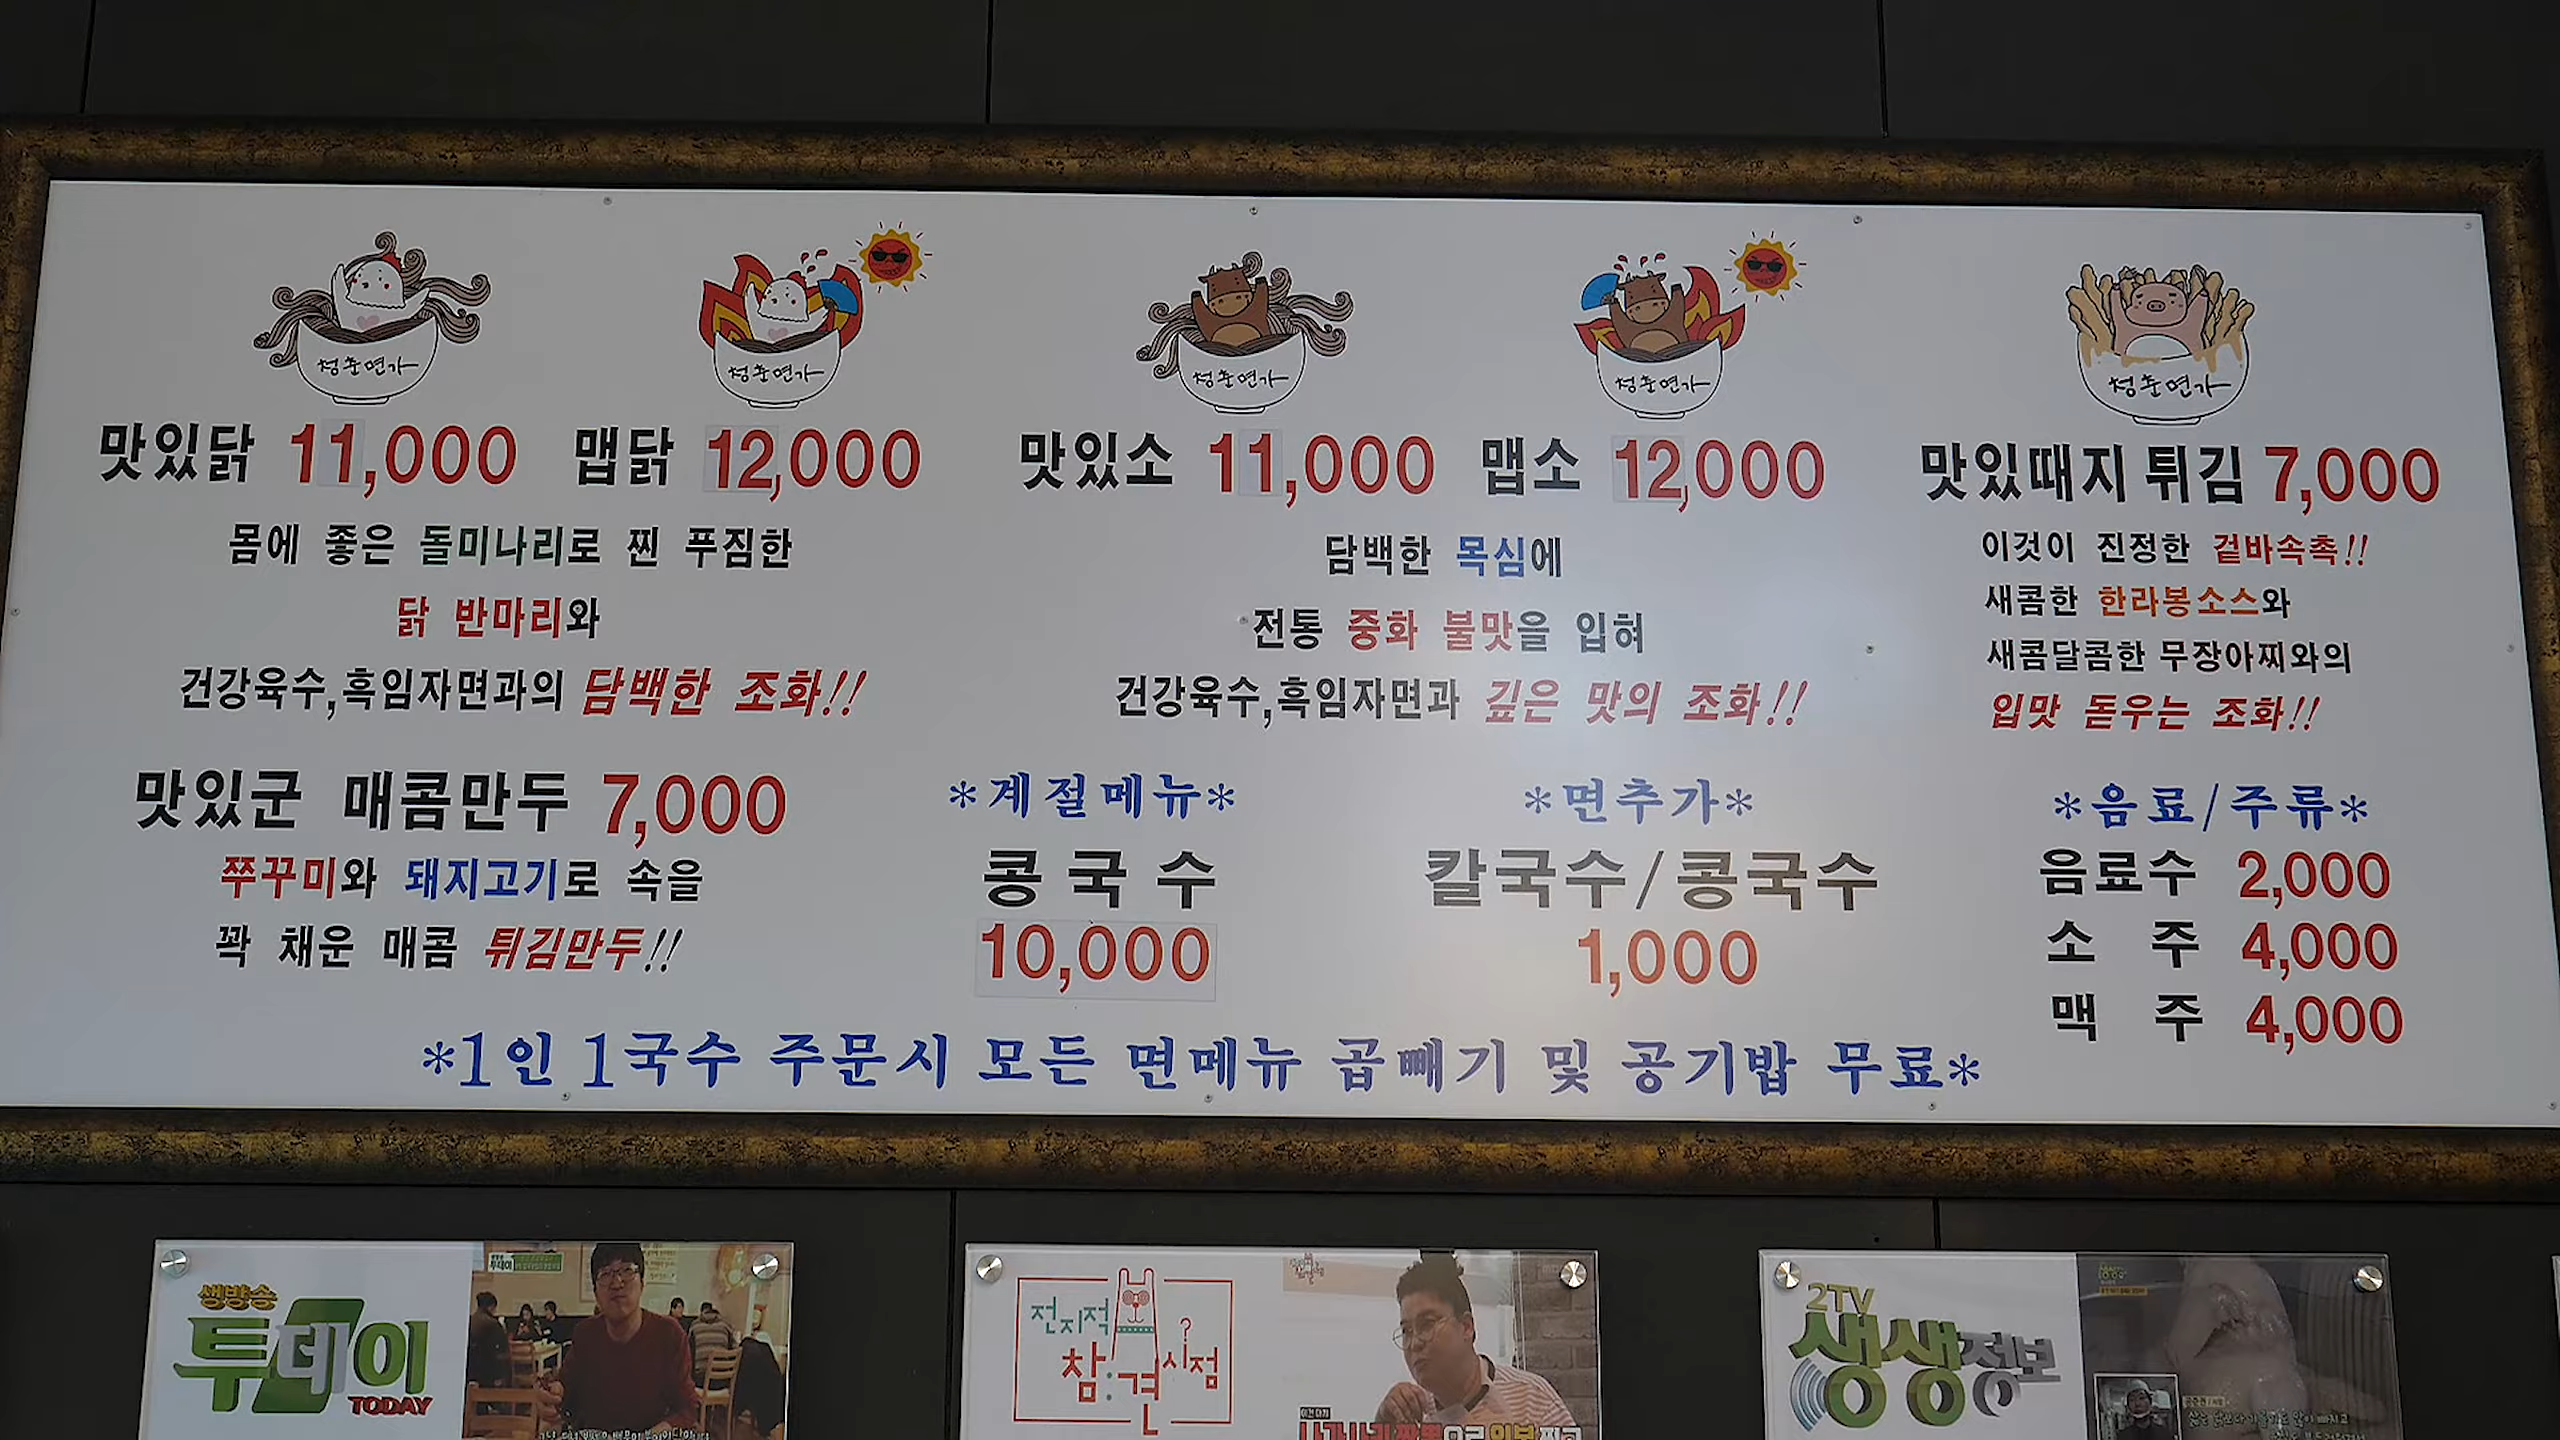 청춘연가
청춘연가
청춘연가
청춘연가
청춘연가
맛있닭 11,000 맵닭 12,000
몸에 좋은 돌미나리로 찐 푸짐한
닭 반마리와
건강육수,흑임자면과의 담백한 조화!!
맛있소 11,000 맵소 12,000
담백한 목심에
전통 중화 불맛을 입혀
건강육수,흑임자면과 깊은 맛의 조화!!
맛있때지 튀김 7,000
이것이 진정한 겉바속촉!!
새콤한 한라봉소스와
새콤달콤한 무장아찌와의
입맛 돋우는 조화!!
맛있군 매콤만두 7,000
쭈꾸미와 돼지고기로 속을
꽉 채운 매콤 튀김만두!!
*계절메뉴*
콩국수
10,000
*면추가*
칼국수/콩국수
1,000
*음료/주류*
음료수 2,000
소 주 4,000
맥 주 4,000
*1인 1국수 주문시 모든 면메뉴 곱빼기 및 공기밥 무료*
생방송
투데이
TODAY
전지적
참견시점
2TV
생생정보